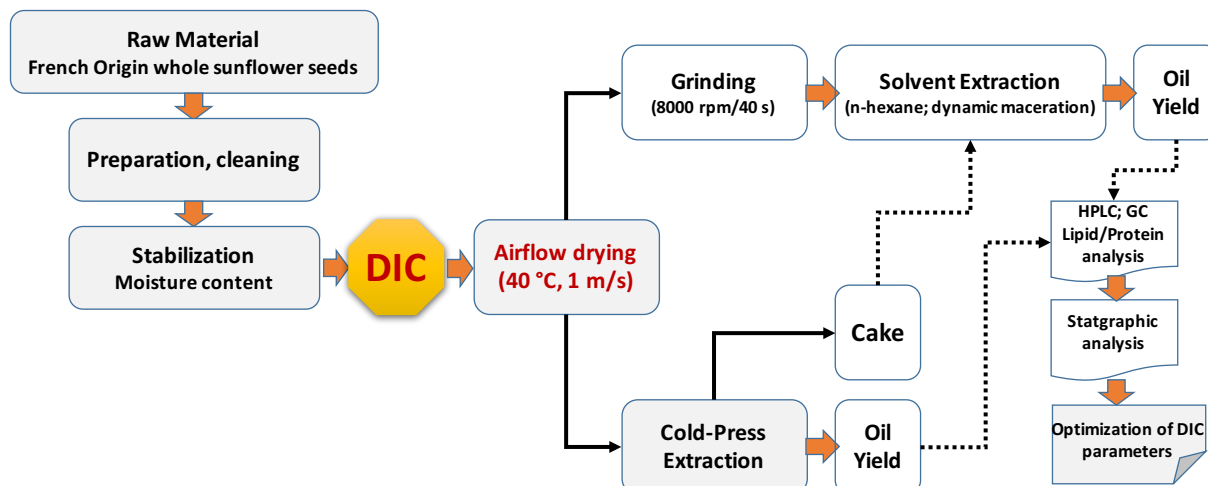 Raw Material
French Origin whole sunflower seeds
Preparation, cleaning
Stabilization
Moisture content
DIC
Airflow drying
(40 °C, 1 m/s)
Grinding
(8000 rpm/40 s)
Solvent Extraction
(n-hexane; dynamic maceration)
Oil
Yield
Cake
Cold-Press
Extraction
Oil
Yield
HPLC; GC
Lipid/Protein
analysis
Statgraphic
analysis
Optimization of DIC
parameters